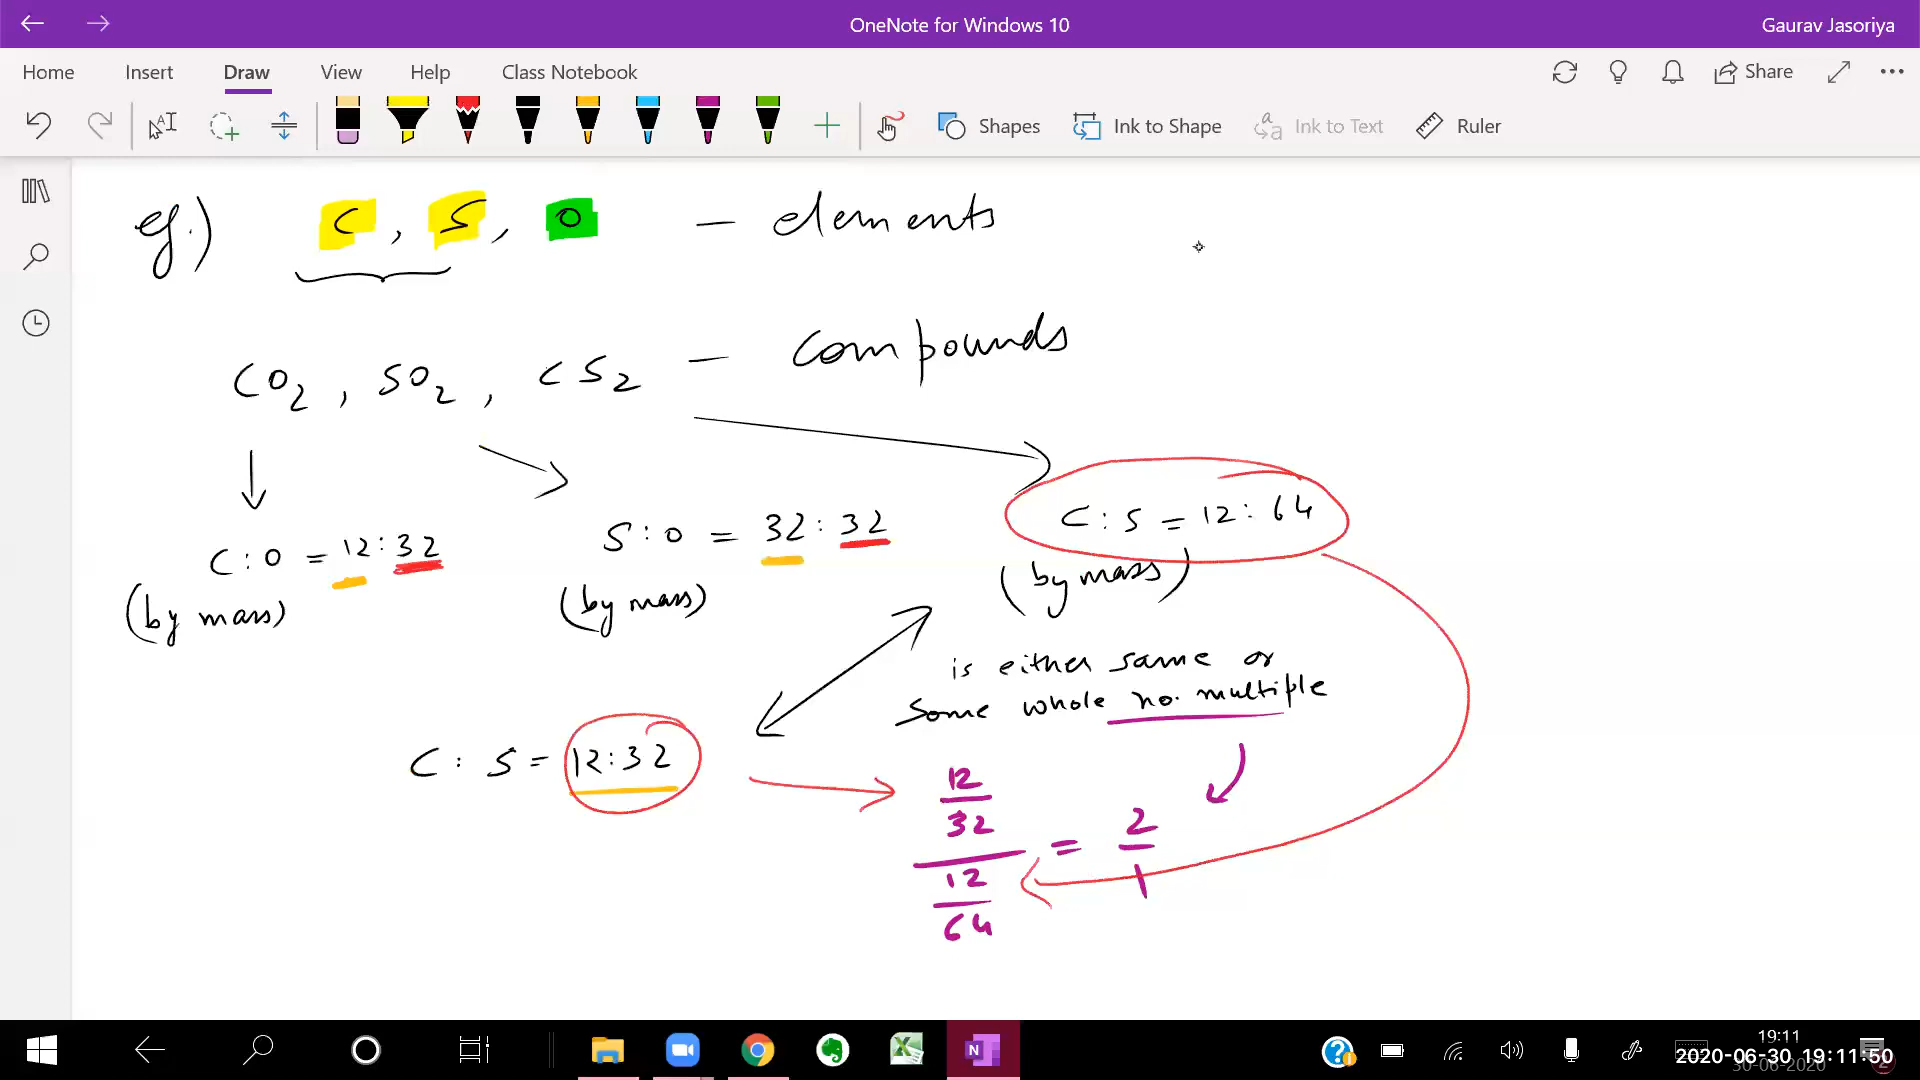 OneNote for Windows 10
Gaurav Jasoriya
Home Insert Draw View Help Class Notebook
Share
Shapes Ink to Shape Ink to Text Ruler
eg.) C, S, O — elements
CO2, SO2, CS2 — compounds
C : O = 12 : 32
(by mass)
S : O = 32 : 32
(by mass)
C : S = 12 : 64
(by mass)
is either same or
some whole no. multiple
C : S = 12 : 32
12
32
12
64
= 2
1
19:11
2020-06-30 19:11:50
30-06-2020